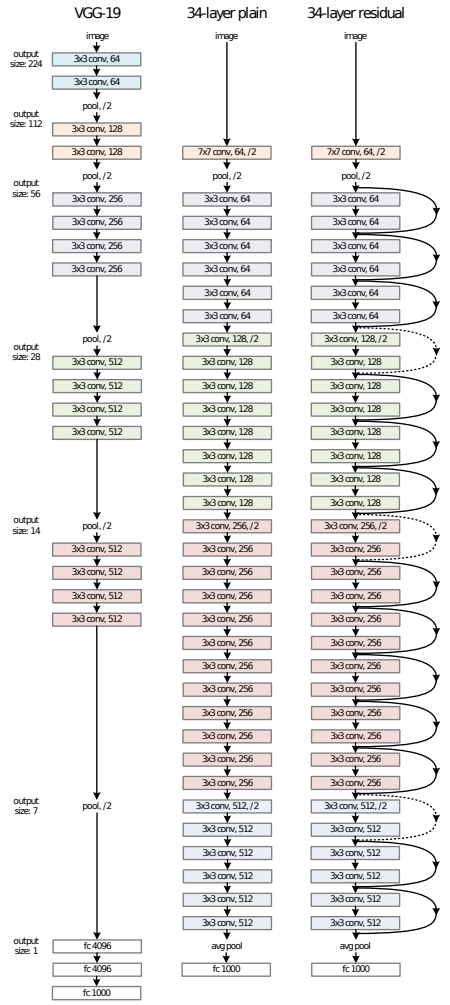 output
size: 224
output
size: 112
output
size: 56
output
size: 28
output
size: 14
output
size: 7
output
size: 1
VGG-19
image
3x3 conv, 64
3x3 conv, 64
pool, /2
3x3 conv, 128
3x3 conv, 128
pool, /2
3x3 conv, 256
3x3 conv, 256
3x3 conv, 256
3x3 conv, 256
pool, /2
3x3 conv, 512
3x3 conv, 512
3x3 conv, 512
3x3 conv, 512
pool, /2
3x3 conv, 512
3x3 conv, 512
3x3 conv, 512
3x3 conv, 512
pool, /2
fc 4096
fc 4096
fc 1000
34-layer plain
image
7x7 conv, 64, /2
pool, /2
3x3 conv, 64
3x3 conv, 64
3x3 conv, 64
3x3 conv, 64
3x3 conv, 64
3x3 conv, 64
3x3 conv, 128, /2
3x3 conv, 128
3x3 conv, 128
3x3 conv, 128
3x3 conv, 128
3x3 conv, 128
3x3 conv, 128
3x3 conv, 128
3x3 conv, 256, /2
3x3 conv, 256
3x3 conv, 256
3x3 conv, 256
3x3 conv, 256
3x3 conv, 256
3x3 conv, 256
3x3 conv, 256
3x3 conv, 256
3x3 conv, 256
3x3 conv, 256
3x3 conv, 256
3x3 conv, 512, /2
3x3 conv, 512
3x3 conv, 512
3x3 conv, 512
3x3 conv, 512
3x3 conv, 512
avg pool
fc 1000
34-layer residual
image
7x7 conv, 64, /2
pool, /2
3x3 conv, 64
3x3 conv, 64
3x3 conv, 64
3x3 conv, 64
3x3 conv, 64
3x3 conv, 64
3x3 conv, 128, /2
3x3 conv, 128
3x3 conv, 128
3x3 conv, 128
3x3 conv, 128
3x3 conv, 128
3x3 conv, 128
3x3 conv, 128
3x3 conv, 256, /2
3x3 conv, 256
3x3 conv, 256
3x3 conv, 256
3x3 conv, 256
3x3 conv, 256
3x3 conv, 256
3x3 conv, 256
3x3 conv, 256
3x3 conv, 256
3x3 conv, 256
3x3 conv, 256
3x3 conv, 512, /2
3x3 conv, 512
3x3 conv, 512
3x3 conv, 512
3x3 conv, 512
3x3 conv, 512
avg pool
fc 1000